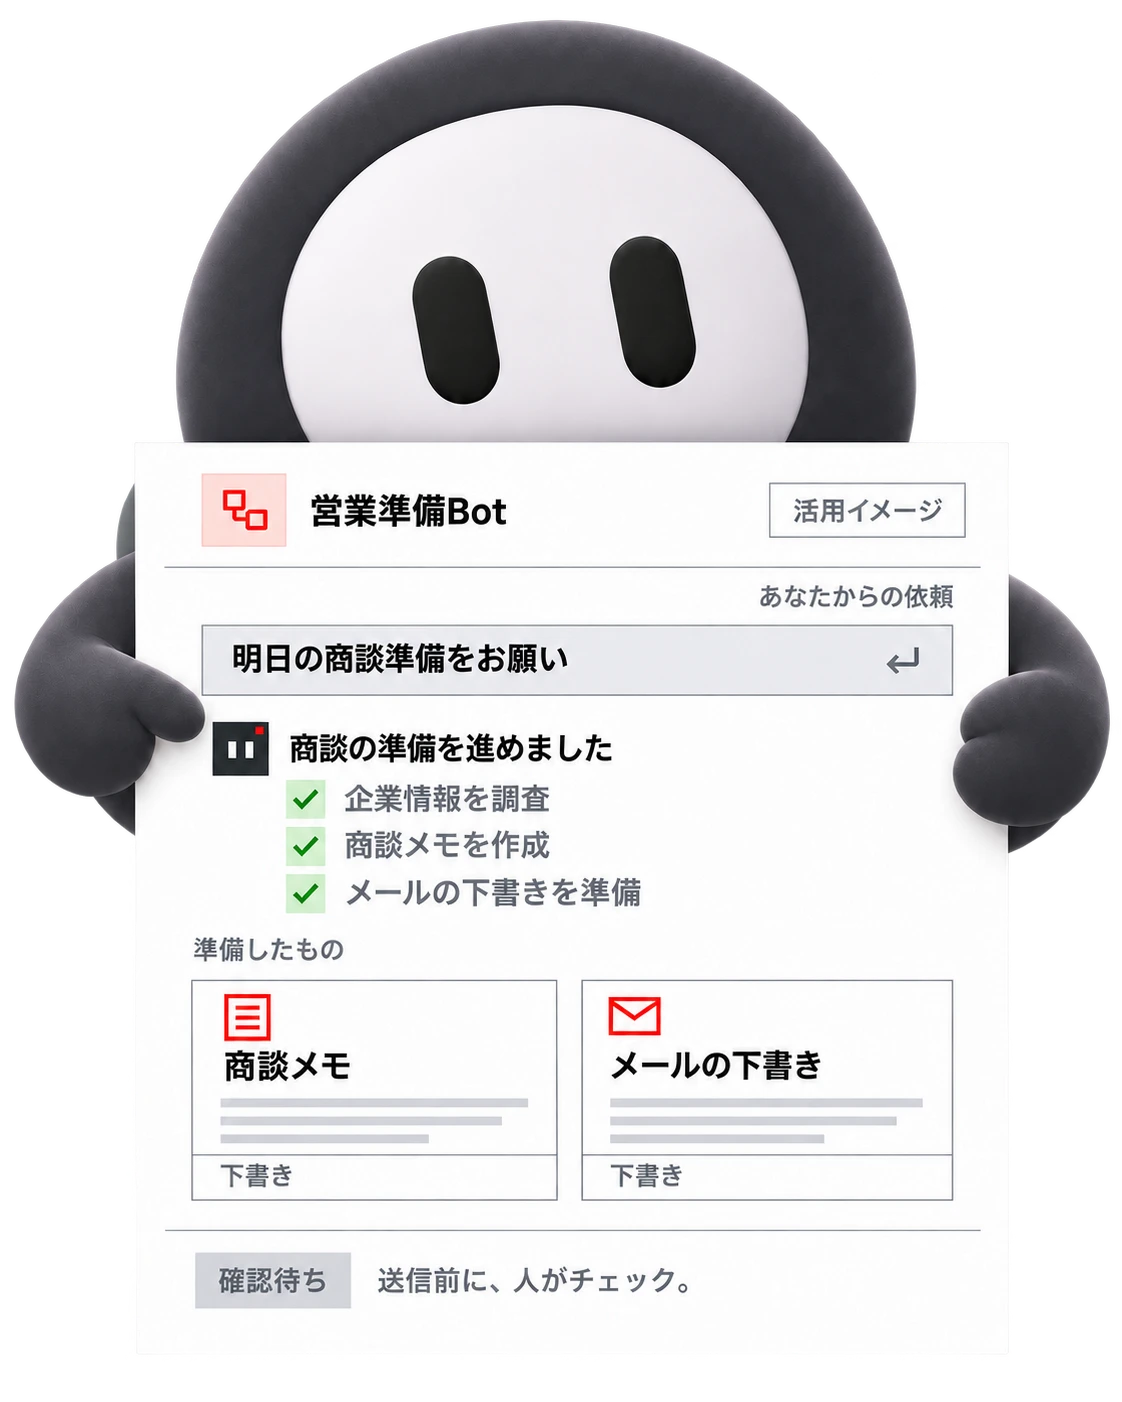 営業準備Bot
活用イメージ
あなたからの依頼
明日の商談準備をお願い
商談の準備を進めました
企業情報を調査
商談メモを作成
メールの下書きを準備
準備したもの
商談メモ
下書き
メールの下書き
下書き
確認待ち
送信前に、人がチェック。